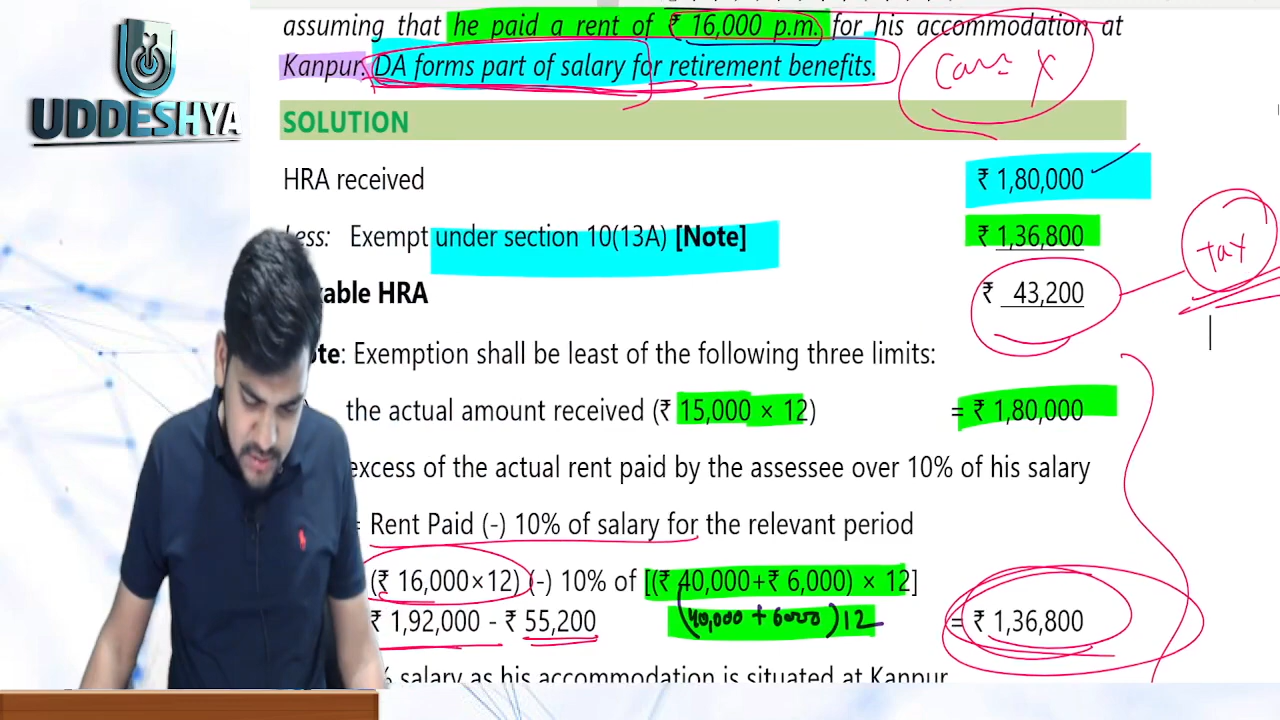 assuming that he paid a rent of ₹ 16,000 p.m. for his accommodation at
Kanpur. DA forms part of salary for retirement benefits.
UDDESHYA
SOLUTION
HRA received ₹ 1,80,000
Less: Exempt under section 10(13A) [Note] ₹ 1,36,800
tax
able HRA ₹ 43,200
Note: Exemption shall be least of the following three limits:
the actual amount received (₹ 15,000 × 12) = ₹ 1,80,000
excess of the actual rent paid by the assessee over 10% of his salary
= Rent Paid (-) 10% of salary for the relevant period
(₹ 16,000×12) (-) 10% of [(₹ 40,000+₹ 6,000) × 12]
₹ 1,92,000 - ₹ 55,200 (40,000 + 6000) 12 = ₹ 1,36,800
% salary as his accommodation is situated at Kanpur